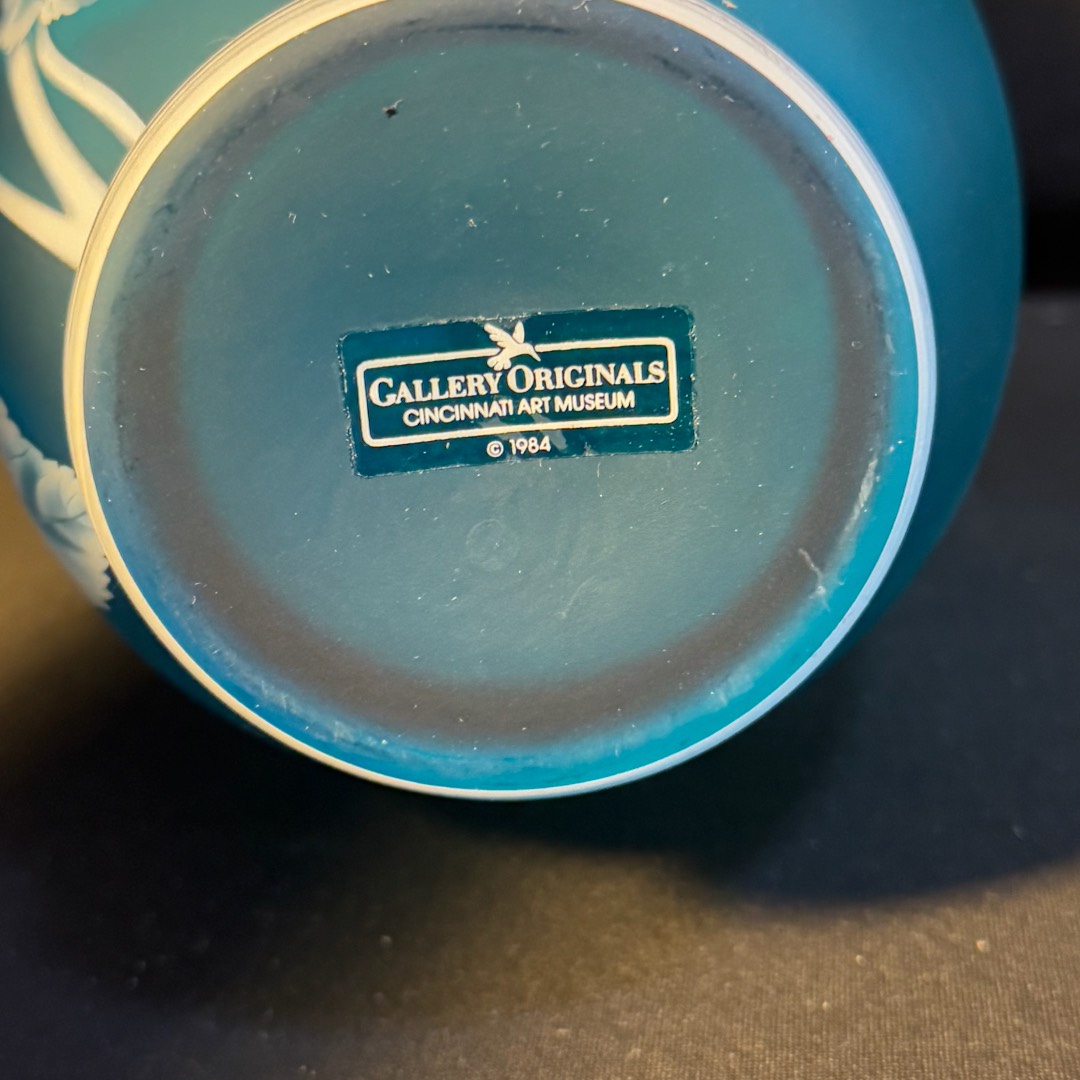 GALLERY ORIGINALS
CINCINNATI ART MUSEUM
© 1984